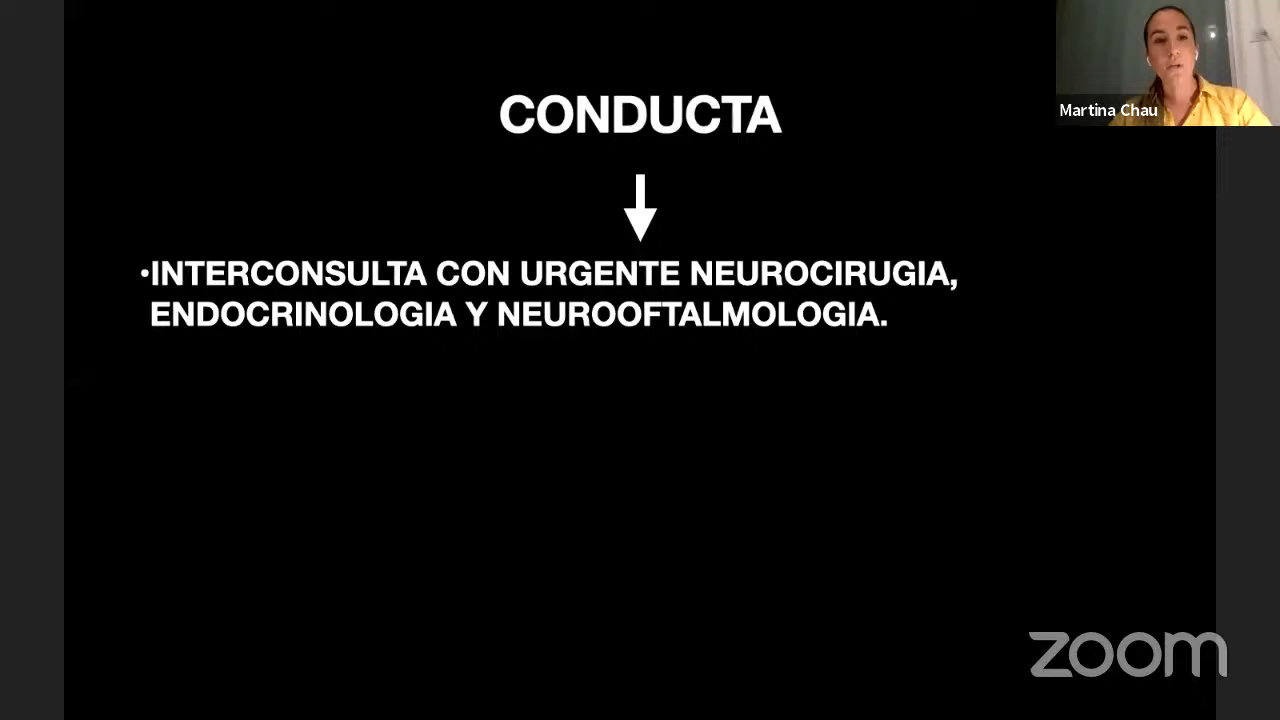 Martina Chau
CONDUCTA
•INTERCONSULTA CON URGENTE NEUROCIRUGIA,
ENDOCRINOLOGIA Y NEUROOFTALMOLOGIA.
zoom